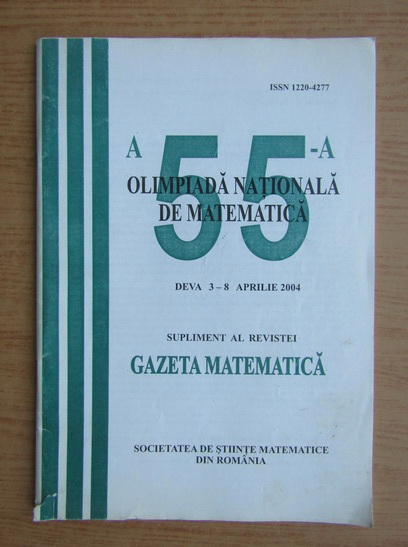 ISSN 1220-4277
A 55-A
OLIMPIADĂ NAȚIONALĂ
DE MATEMATICĂ
DEVA 3 – 8 APRILIE 2004
SUPLIMENT AL REVISTEI
GAZETA MATEMATICĂ
SOCIETATEA DE ȘTIINȚE MATEMATICE
DIN ROMÂNIA